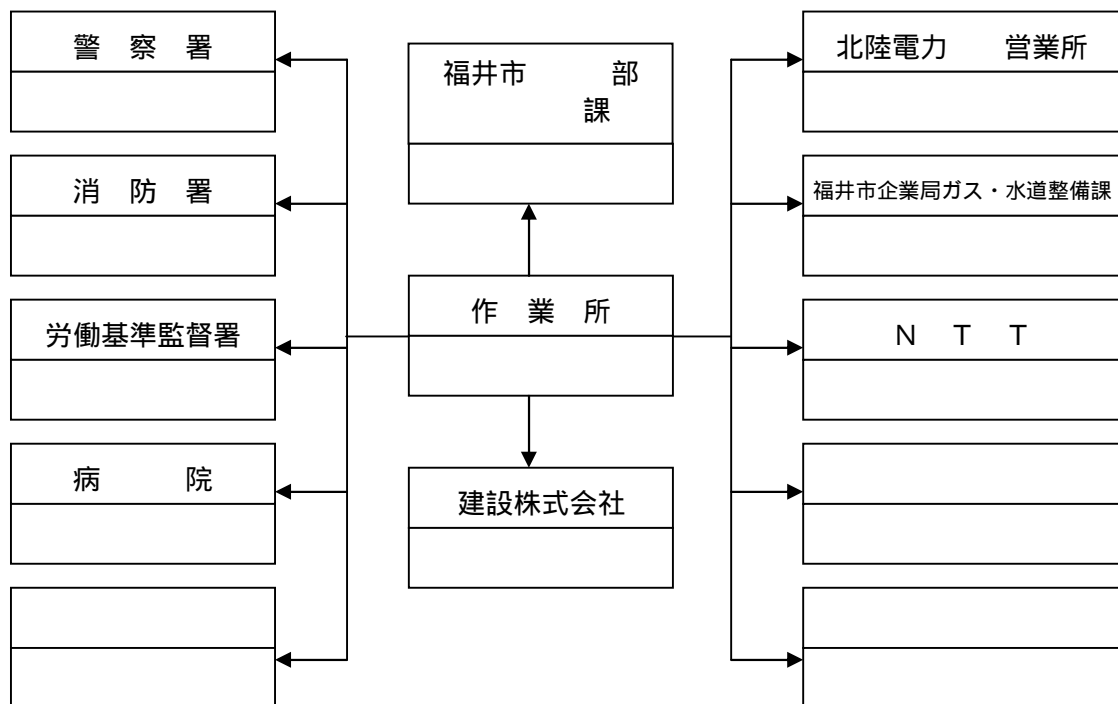 警　察　署
消　防　署
労働基準監督署
病　　　院
福井市　　　部
課
作　業　所
建設株式会社
北陸電力　　営業所
福井市企業局ガス・水道整備課
Ｎ　Ｔ　Ｔ